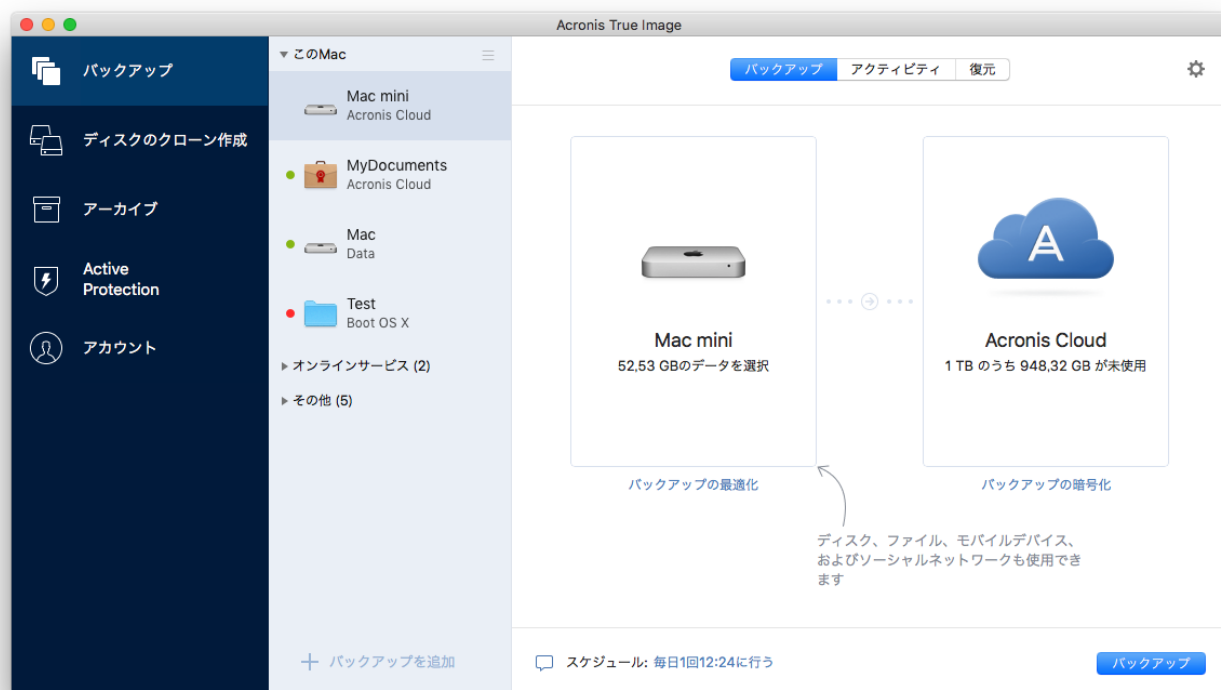 Acronis True Image
バックアップ
ディスクのクローン作成
アーカイブ
Active
Protection
アカウント
このMac
Mac mini
Acronis Cloud
MyDocuments
Acronis Cloud
Mac
Data
Test
Boot OS X
オンラインサービス (2)
その他 (5)
バックアップを追加
バックアップ アクティビティ 復元
Mac mini
52,53 GBのデータを選択
Acronis Cloud
1 TB のうち 948,32 GB が未使用
バックアップの最適化
バックアップの暗号化
ディスク、ファイル、モバイルデバイス、
およびソーシャルネットワークも使用でき
ます
スケジュール: 毎日1回12:24に行う
バックアップ